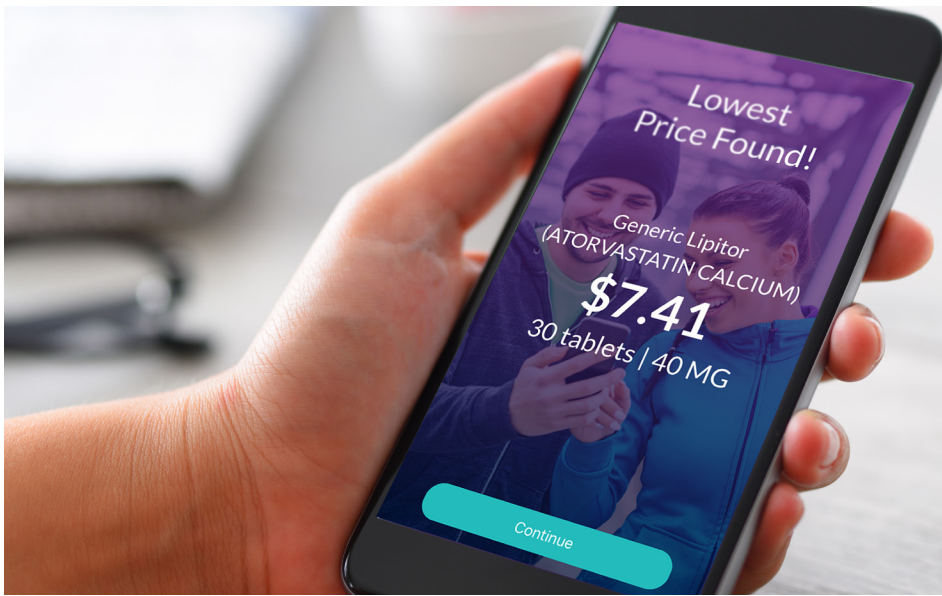 Lowest
Price Found!
Generic Lipitor
(ATORVASTATIN CALCIUM)
$7.41
30 tablets | 40 MG
Continue